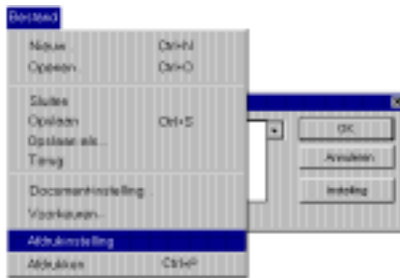 Bestand
Nieuw... Ctrl+N
Openen... Ctrl+O
Sluiten
Opslaan Ctrl+S
Opslaan als...
Terug
Documentinstelling...
Voorkeuren...
Afdrukinstelling
Afdrukken Ctrl+P
OK
Annuleren
Instelling